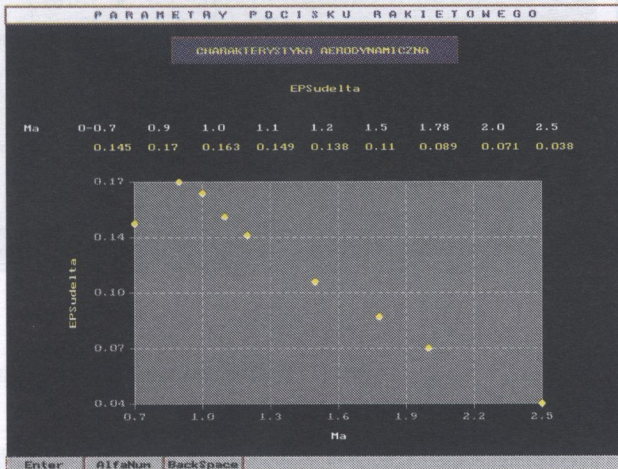 PARAMETRY POCISKU RAKIETOWEGO
CHARAKTERYSTYKA AERODYNAMICZNA
EPSudelta
Ma 0-0.7 0.9 1.0 1.1 1.2 1.5 1.78 2.0 2.5
0.145 0.17 0.163 0.149 0.138 0.11 0.089 0.071 0.038
0.17
0.14
0.10
0.07
0.04
EPSudelta
0.7 1.0 1.3 1.6 1.9 2.2 2.5
Ma
Enter AlfaNum BackSpace